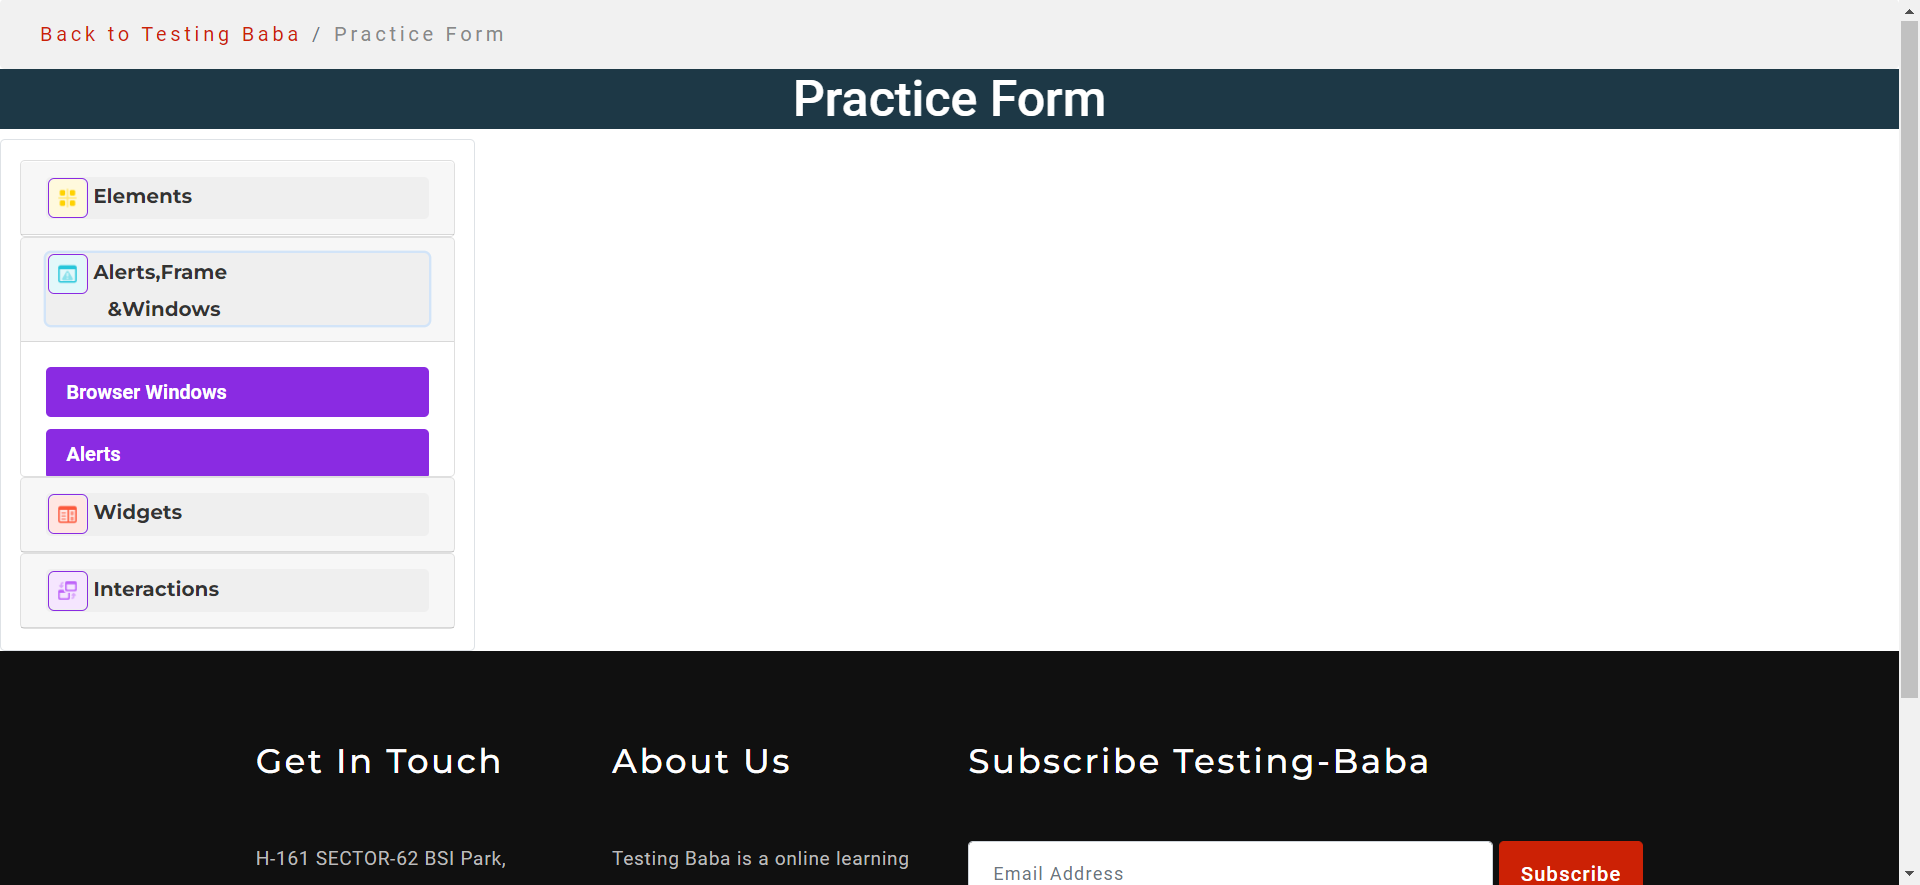 Back to Testing Baba / Practice Form
Practice Form
Elements
Alerts,Frame
&Windows
Browser Windows
Alerts
Widgets
Interactions
Get In Touch
About Us
Subscribe Testing-Baba
H-161 SECTOR-62 BSI Park,
Testing Baba is a online learning
Email Address
Subscribe